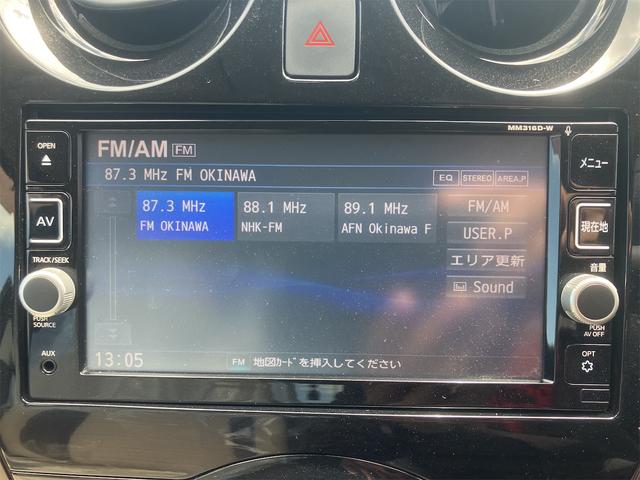 MM316D-W
OPEN
AV
TRACK/SEEK
PUSH
SOURCE
AUX
FM/AM FM
87.3 MHz FM OKINAWA
EQ STEREO AREA.P
87.3 MHz
FM OKINAWA
88.1 MHz
NHK-FM
89.1 MHz
AFN Okinawa F
FM/AM
USER.P
エリア更新
Sound
13:05
FM 地図ｶｰﾄﾞを挿入してください
メニュー
現在地
音量
PUSH
AV OFF
OPT